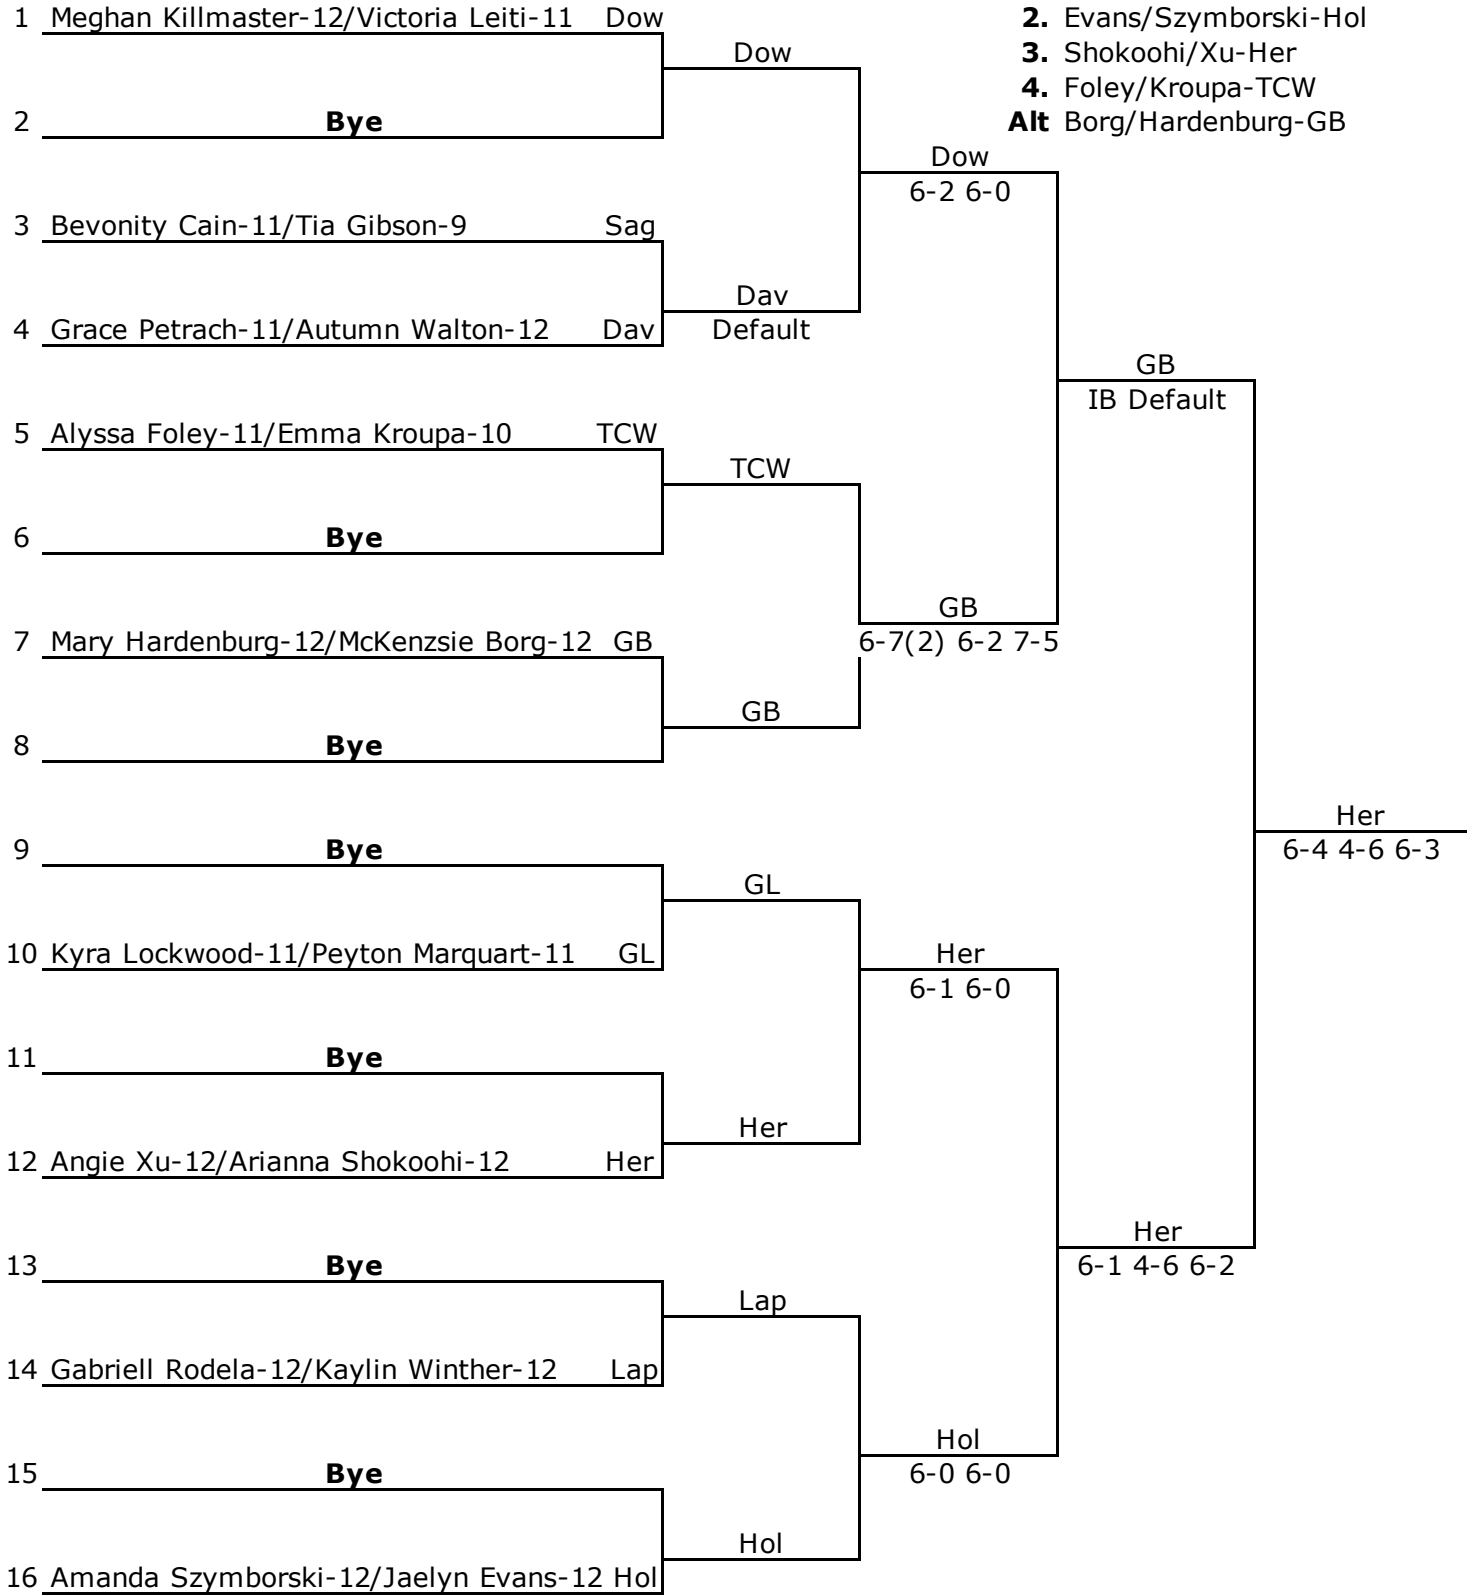 1 Meghan Killmaster-12/Victoria Leiti-11 Dow
2. Evans/Szymborski-Hol
Dow
3. Shokoohi/Xu-Her
4. Foley/Kroupa-TCW
2 Bye
Alt Borg/Hardenburg-GB
Dow
6-2 6-0
3 Bevonity Cain-11/Tia Gibson-9 Sag
Dav
4 Grace Petrach-11/Autumn Walton-12 Dav
Default
GB
IB Default
5 Alyssa Foley-11/Emma Kroupa-10 TCW
TCW
6 Bye
GB
7 Mary Hardenburg-12/McKenzsie Borg-12 GB
6-7(2) 6-2 7-5
GB
8 Bye
Her
9 Bye
6-4 4-6 6-3
GL
10 Kyra Lockwood-11/Peyton Marquart-11 GL
Her
6-1 6-0
11 Bye
Her
12 Angie Xu-12/Arianna Shokoohi-12 Her
Her
13 Bye
6-1 4-6 6-2
Lap
14 Gabriell Rodela-12/Kaylin Winther-12 Lap
Hol
15 Bye
6-0 6-0
Hol
16 Amanda Szymborski-12/Jaelyn Evans-12 Hol